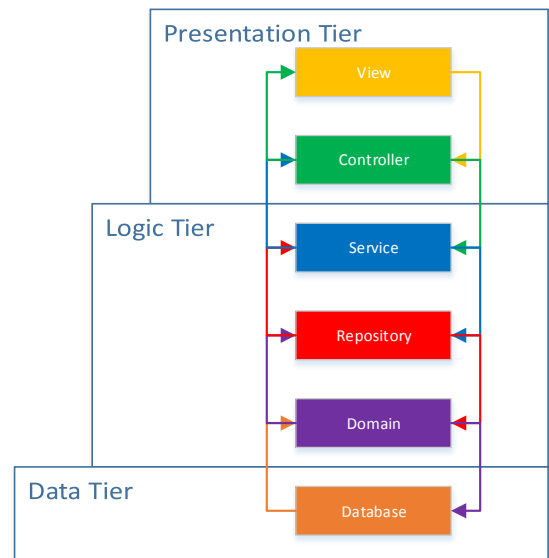 Presentation Tier
View
Controller
Logic Tier
Service
Repository
Domain
Data Tier
Database